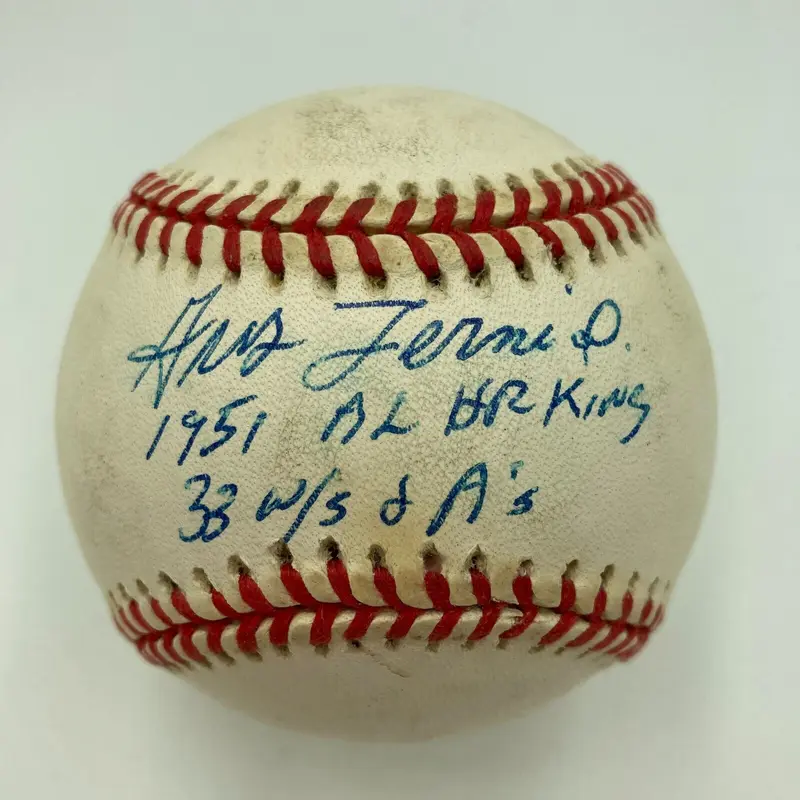 Gus Zernial
1951 AL HR KING
33 w/s & A's